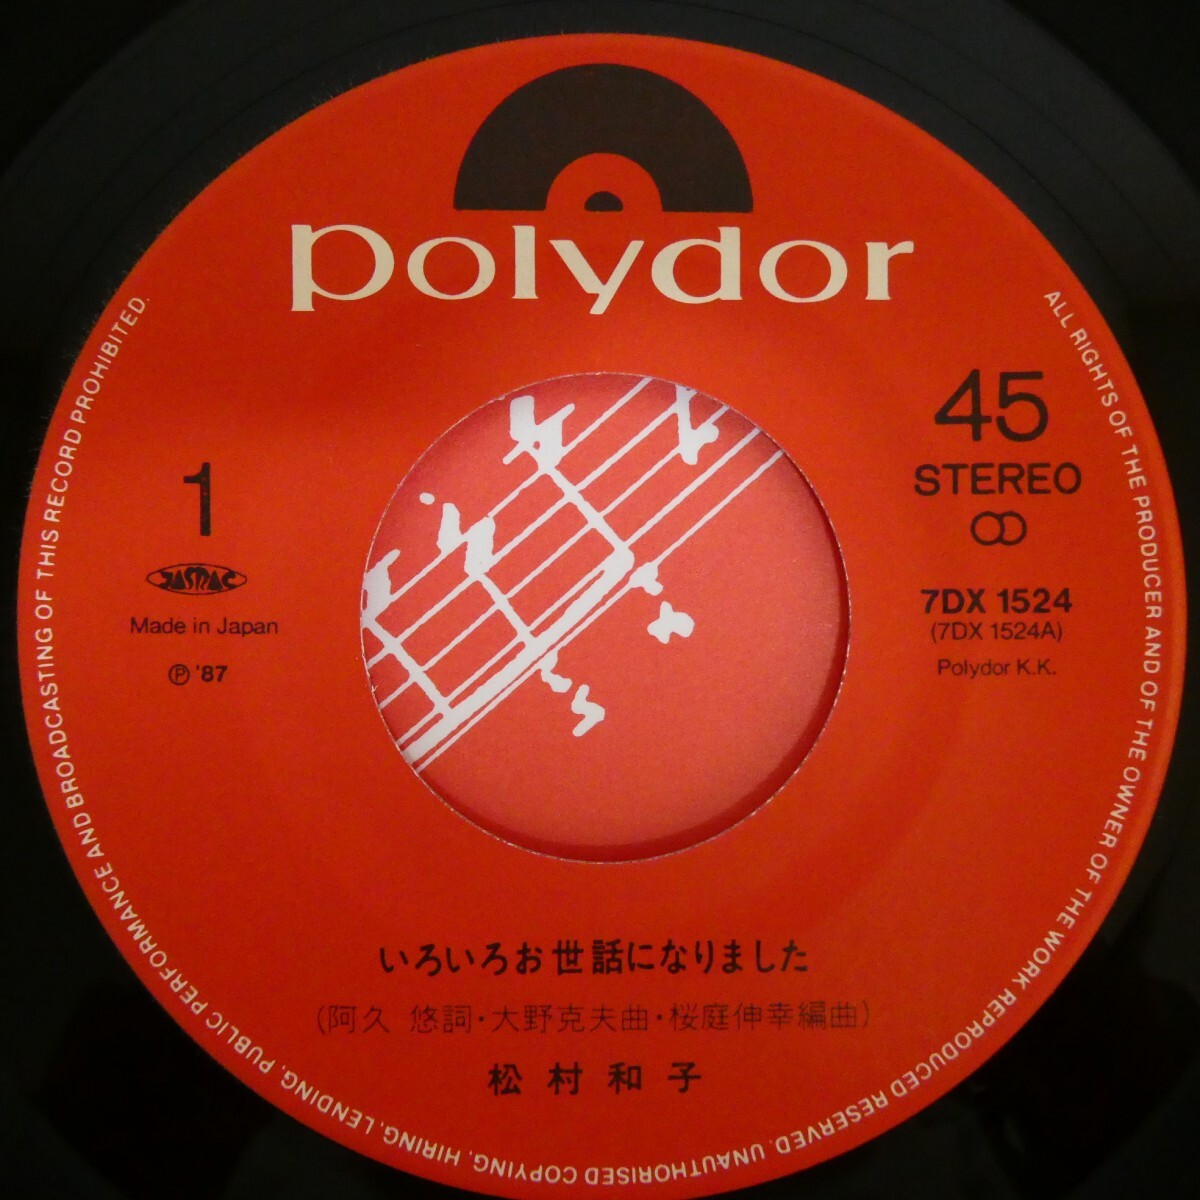 polydor
45
STEREO
1
JASRAC
Made in Japan
Ⓟ '87
7DX 1524
(7DX 1524A)
Polydor K.K.
いろいろお世話になりました
(阿久 悠詞・大野克夫曲・桜庭伸幸編曲)
松村和子
ALL RIGHTS OF THE PRODUCER AND OF THE OWNER OF THE WORK REPRODUCED RESERVED. UNAUTHORISED COPYING, HIRING, LENDING, PUBLIC PERFORMANCE AND BROADCASTING OF THIS RECORD PROHIBITED.